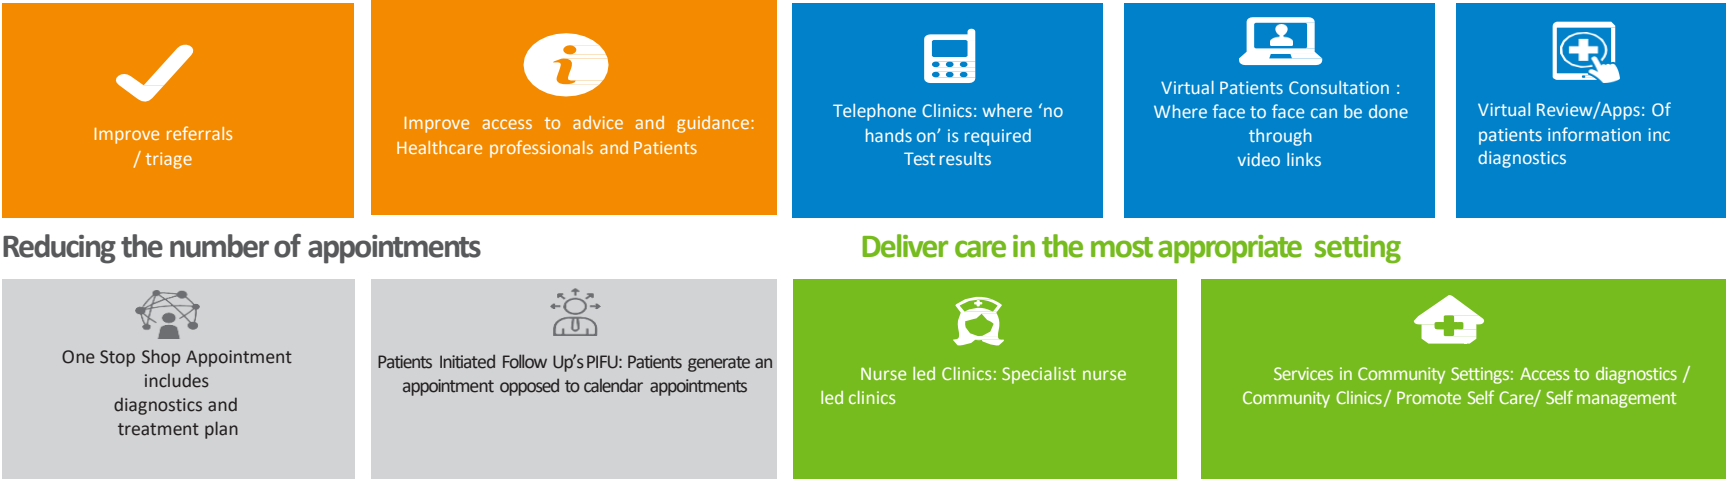 Improve referrals
/ triage
Improve access to advice and guidance:
Healthcare professionals and Patients
Telephone Clinics: where ‘no
hands on’ is required
Test results
Virtual Patients Consultation :
Where face to face can be done
through
video links
Virtual Review/Apps: Of
patients information inc
diagnostics
Reducing the number of appointments
Deliver care in the most appropriate setting
One Stop Shop Appointment
includes
diagnostics and
treatment plan
Patients Initiated Follow Up’s PIFU: Patients generate an
appointment opposed to calendar appointments
Nurse led Clinics: Specialist nurse
led clinics
Services in Community Settings: Access to diagnostics /
Community Clinics/ Promote Self Care/ Self management